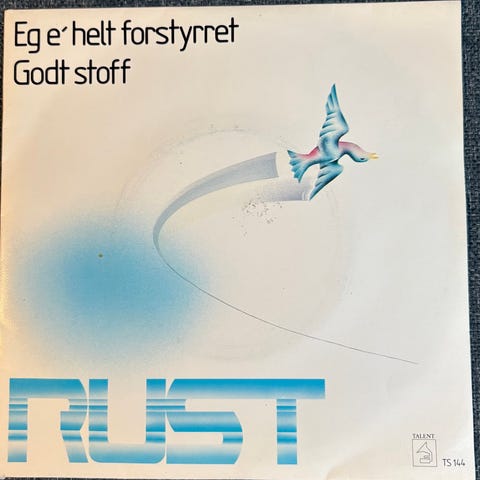 Eg e´helt forstyrret
Godt stoff
RUST
TALENT
TS 144